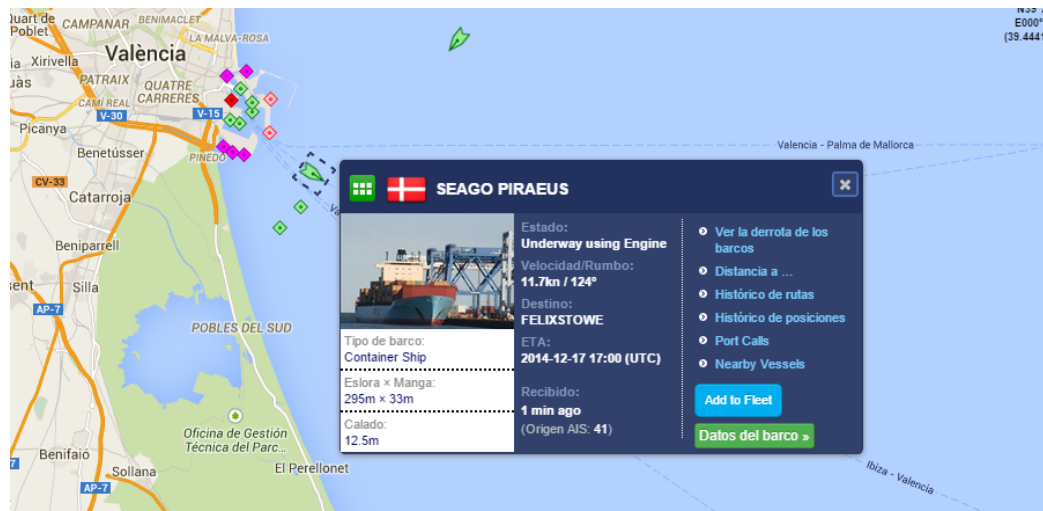 Quart de
Poblet
CAMPANAR
BENIMACLET
LA MALVA-ROSA
Xirivella
València
PATRAIX
QUATRE
CARRERES
CAMÍ REAL
V-30
V-15
Picanya
Benetússer
PINEDO
CV-33
Catarroja
Beniparrell
Silla
AP-7
POBLES DEL SUD
Oficina de Gestión
Técnica del Parc...
Benifaió
Sollana
AP-7
El Perellonet
E000°
(39.4441
Valencia - Palma de Mallorca
Ibiza - Valencia
SEAGO PIRAEUS
Tipo de barco:
Container Ship
Eslora × Manga:
295m × 33m
Calado:
12.5m
Estado:
Underway using Engine
Velocidad/Rumbo:
11.7kn / 124°
Destino:
FELIXSTOWE
ETA:
2014-12-17 17:00 (UTC)
Recibido:
1 min ago
(Origen AIS: 41)
Ver la derrota de los
barcos
Distancia a ...
Histórico de rutas
Histórico de posiciones
Port Calls
Nearby Vessels
Add to Fleet
Datos del barco »